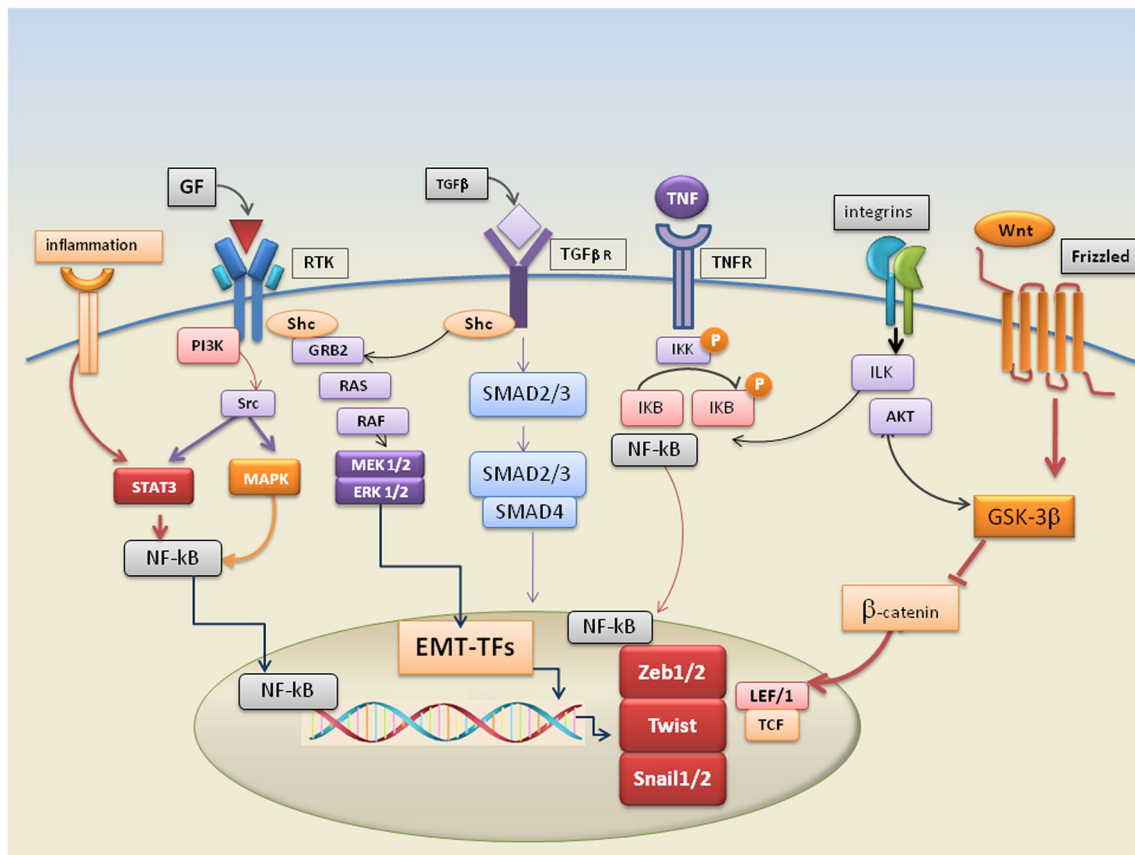 GF
TGFβ
TNF
integrins
Wnt
inflammation
RTK
TGFβ R
TNFR
Frizzled
Shc
Shc
PI3K
GRB2
IKK
P
ILK
RAS
SMAD2/3
P
Src
IKB
IKB
AKT
RAF
NF-kB
MEK 1/2
SMAD2/3
STAT3
MAPK
ERK 1/2
SMAD4
GSK-3β
NF-kB
β-catenin
EMT-TFs
NF-kB
Zeb1/2
NF-kB
LEF/1
Twist
TCF
Snail1/2